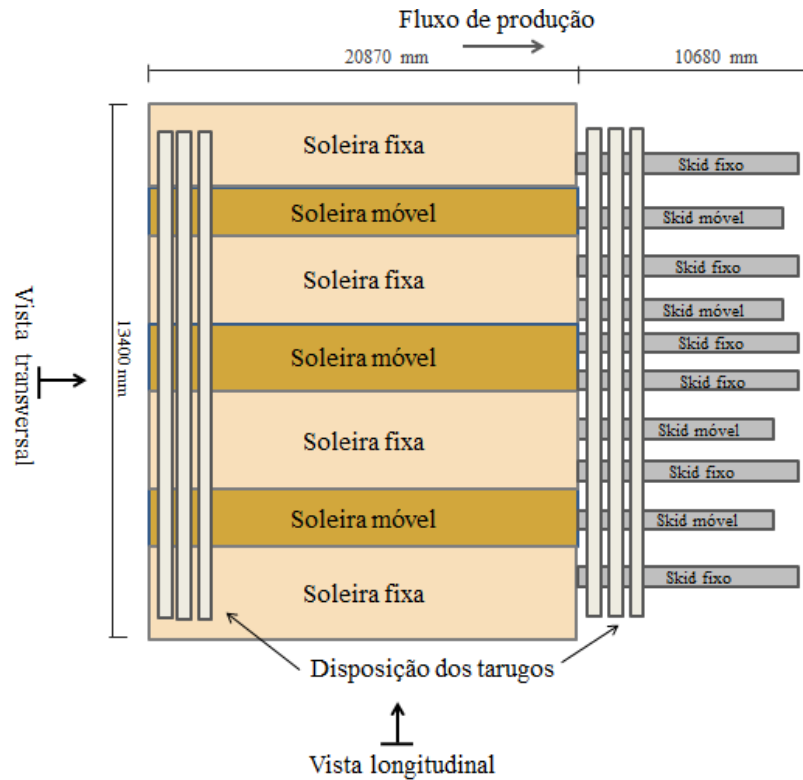 Fluxo de produção
20870 mm
10680 mm
Soleira fixa
Skid fixo
Soleira móvel
Skid móvel
Soleira fixa
Skid fixo
Skid móvel
Vista transversal
13400 mm
Soleira móvel
Skid fixo
Skid fixo
Soleira fixa
Skid móvel
Skid fixo
Soleira móvel
Skid móvel
Soleira fixa
Skid fixo
Disposição dos tarugos
Vista longitudinal